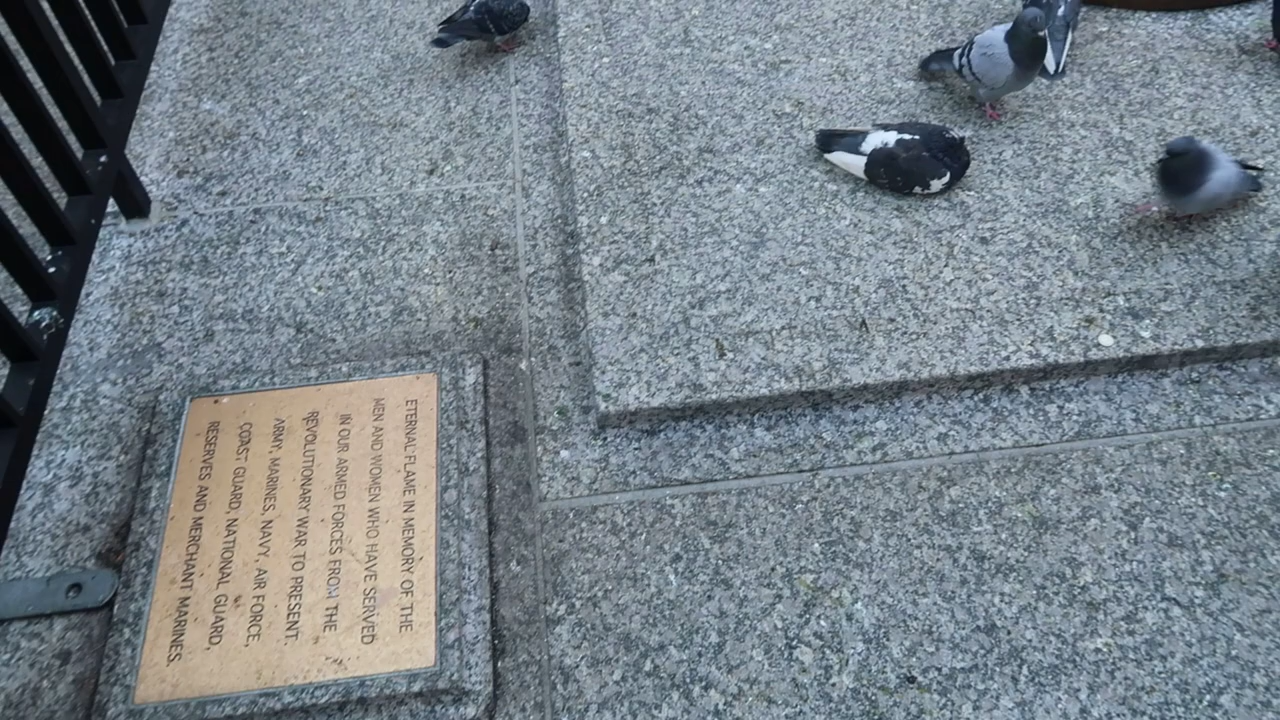 ETERNAL FLAME IN MEMORY OF THE
MEN AND WOMEN WHO HAVE SERVED
IN OUR ARMED FORCES FROM THE
REVOLUTIONARY WAR TO PRESENT.
ARMY, MARINES, NAVY, AIR FORCE,
COAST GUARD, NATIONAL GUARD,
RESERVES AND MERCHANT MARINES.